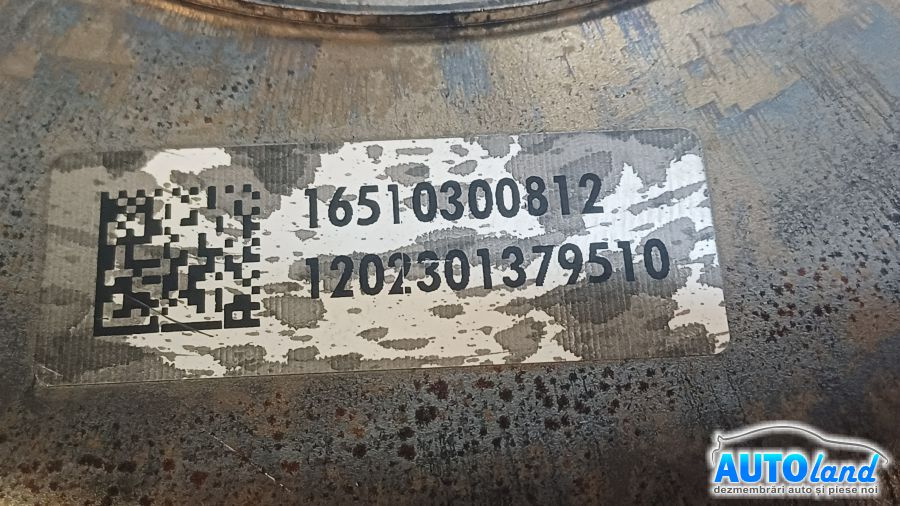 16510300812
1202301379510
AUTOland
dezmembrări auto și piese noi